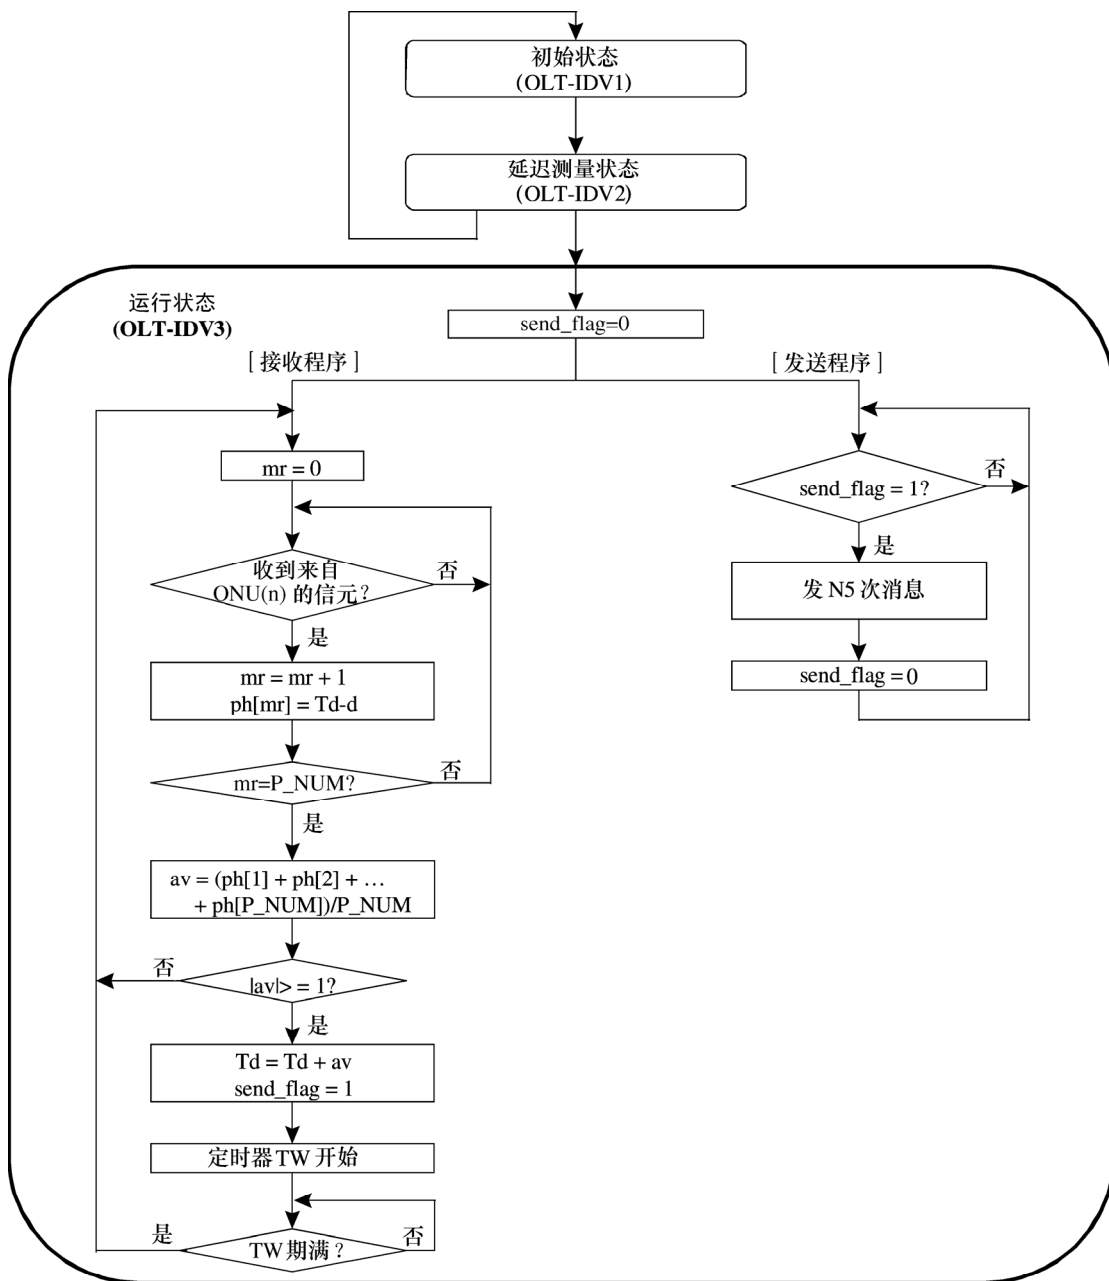 初始状态
(OLT-IDV1)
延迟测量状态
(OLT-IDV2)
运行状态
(OLT-IDV3)
send_flag=0
[ 接收程序 ]
[ 发送程序 ]
mr = 0
收到来自
ONU(n) 的信元?
否
是
mr = mr + 1
ph[mr] = Td-d
mr=P_NUM?
否
是
av = (ph[1] + ph[2] + …
+ ph[P_NUM])/P_NUM
|av|> = 1?
否
是
Td = Td + av
send_flag = 1
定时器 TW 开始
TW 期满?
是
否
send_flag = 1?
否
是
发 N5 次消息
send_flag = 0